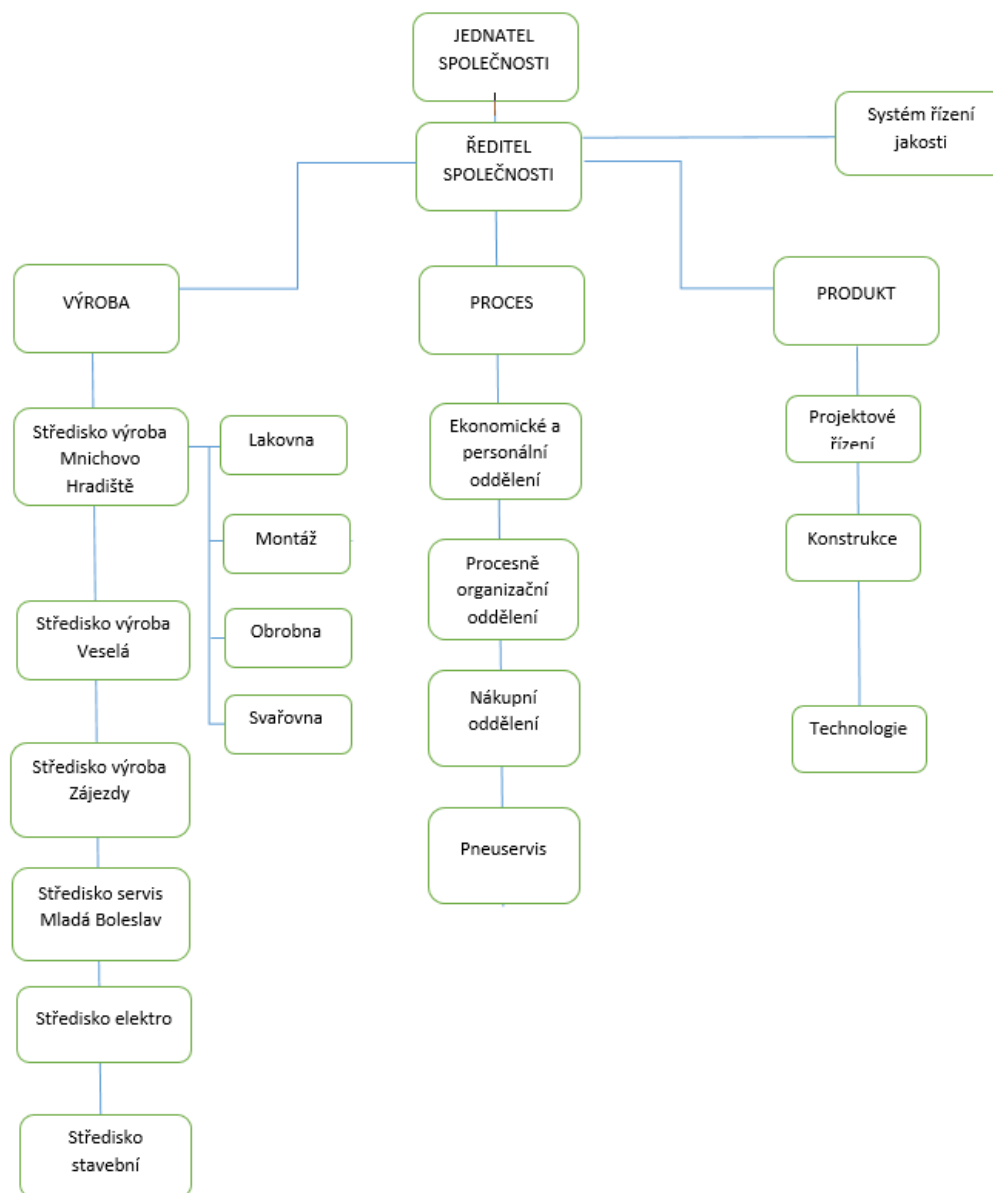 JEDNATEL
SPOLEČNOSTI
Systém řízení
jakosti
ŘEDITEL
SPOLEČNOSTI
VÝROBA
PROCES
PRODUKT
Středisko výroba
Mnichovo
Hradiště
Lakovna
Montáž
Obrobna
Svařovna
Středisko výroba
Veselá
Středisko výroba
Zájezdy
Středisko servis
Mladá Boleslav
Středisko elektro
Středisko
stavební
Ekonomické a
personální
oddělení
Procesně
organizační
oddělení
Nákupní
oddělení
Pneuservis
Projektové
řízení
Konstrukce
Technologie